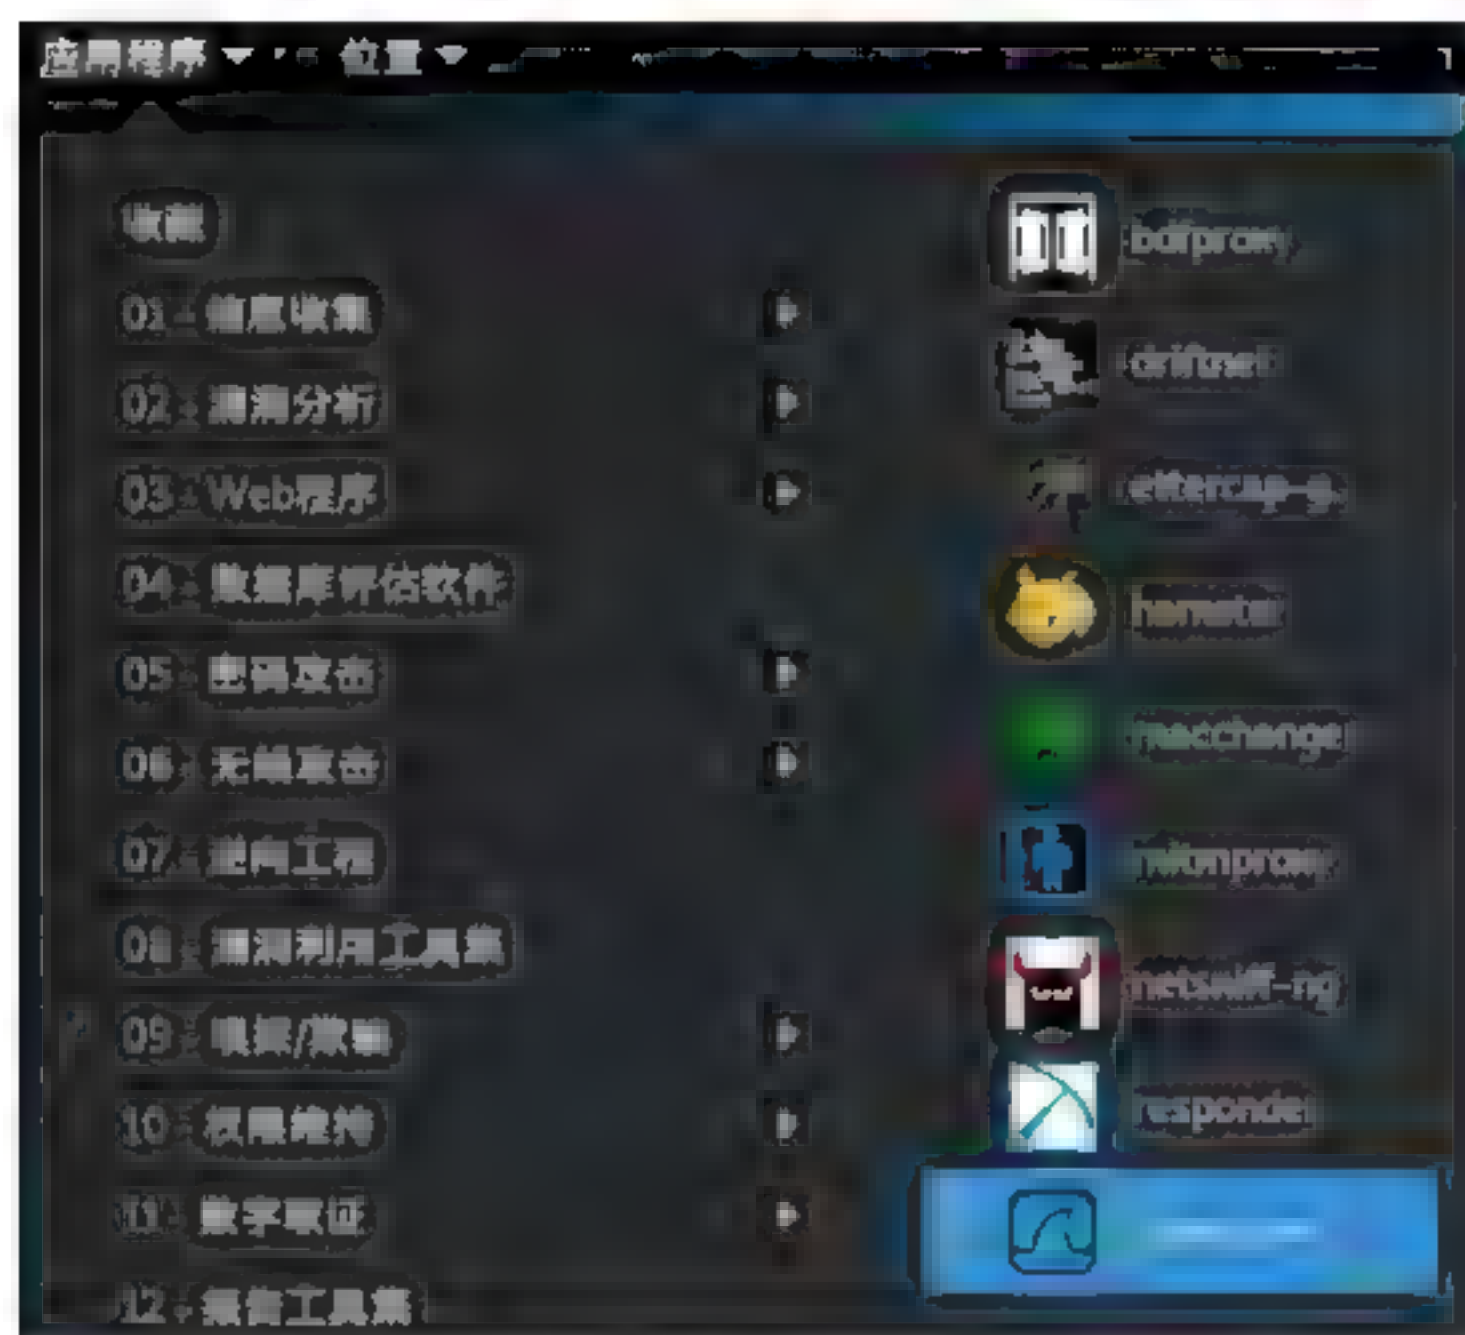 应用程序 位置
收藏
01 - 信息收集
02 - 漏洞分析
03 - Web程序
04 - 数据库评估软件
05 - 密码攻击
06 - 无线攻击
07 - 逆向工程
08 - 漏洞利用工具集
09 - 嗅探/欺骗
10 - 权限维持
11 - 数字取证
12 - 报告工具集
bdfproxy
driftnet
ettercap-g
hamster
macchange
mitmproxy
netsniff-ng
responder